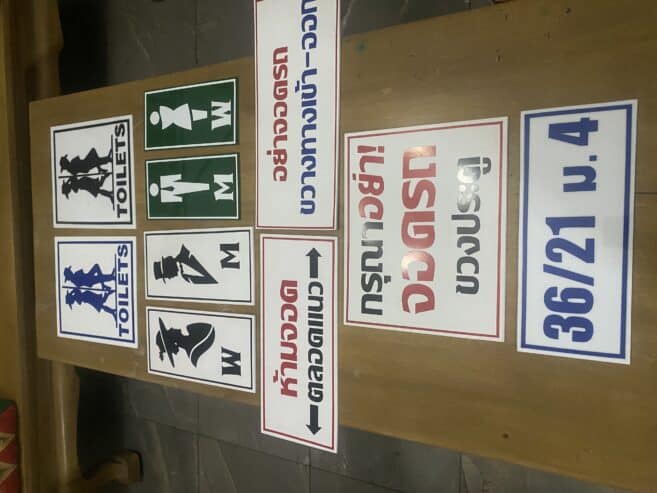 TOILETS
TOILETS
W
M
M
W
ห้ามจอด
ตลอดแนว
อย่าจอดรถ
ขวางทางเข้า-ออก
กรุณาอย่า!
จอดรถ
ขวงประตู
36/21 ม.4